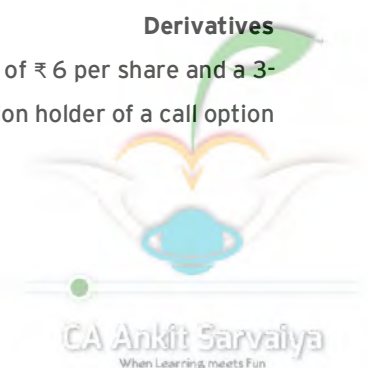 Derivatives
of ₹ 6 per share and a 3-
on holder of a call option
CA Ankit Sarvaiya
When Learning meets Fun